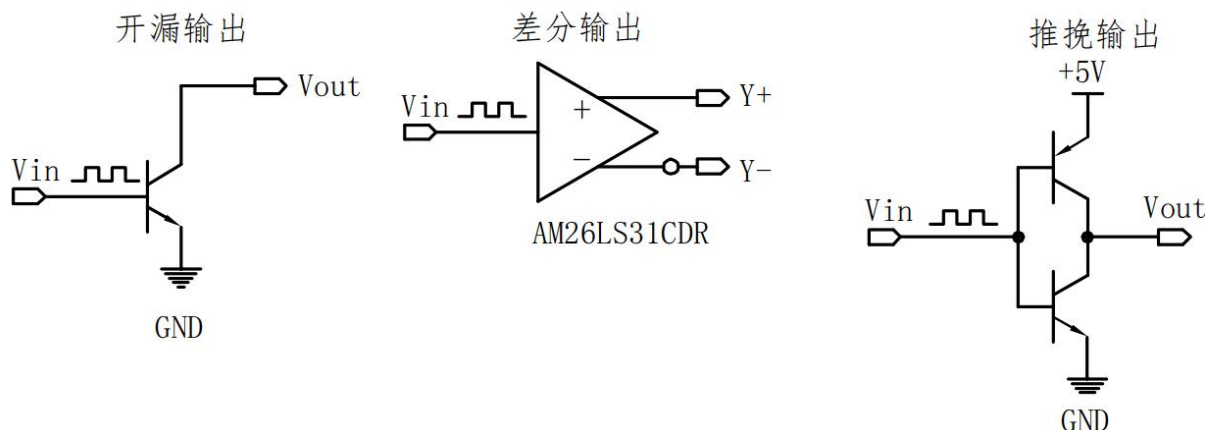 开漏输出
Vout
Vin
GND
差分输出
Vin
+
−
Y+
Y-
AM26LS31CDR
推挽输出
+5V
Vin
Vout
GND